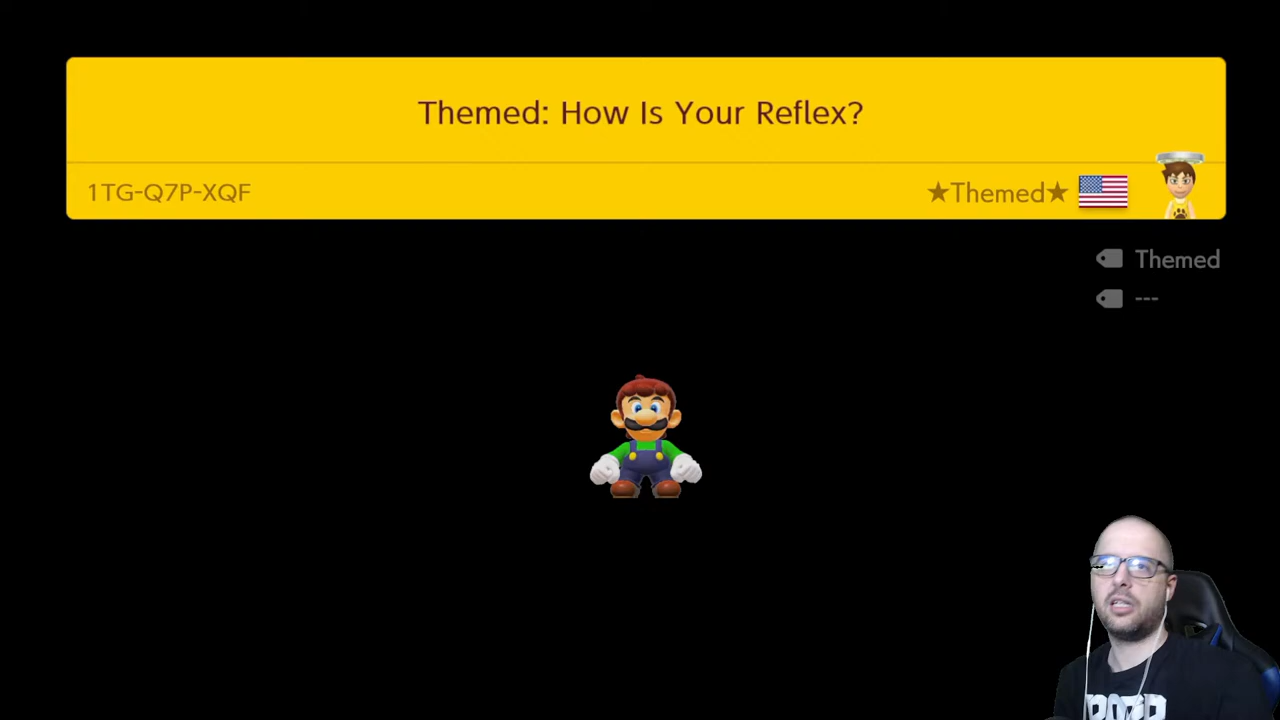 Themed: How Is Your Reflex?
1TG-Q7P-XQF
★Themed★
Themed
---